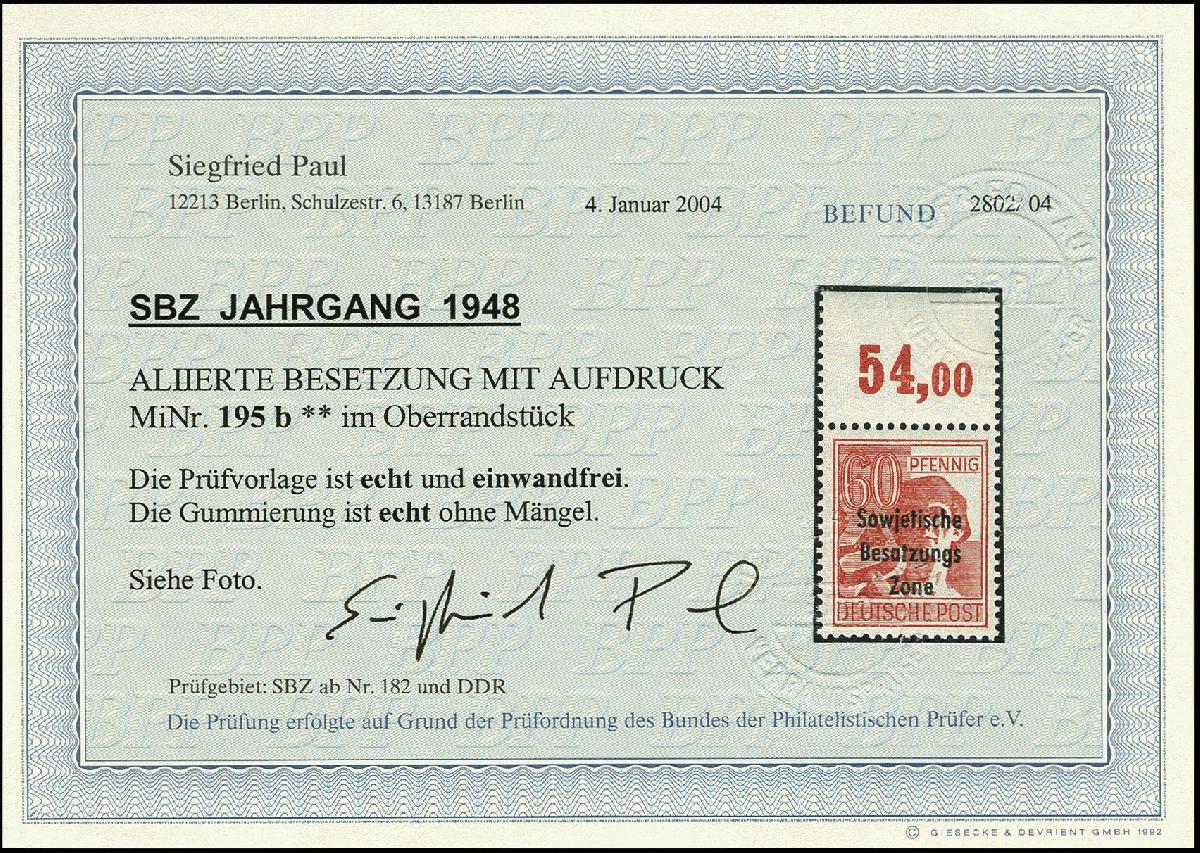 Siegfried Paul
12213 Berlin, Schulzestr. 6, 13187 Berlin
4. Januar 2004
BEFUND
2802/04
SBZ JAHRGANG 1948
ALIIERTE BESETZUNG MIT AUFDRUCK
MiNr. 195 b ** im Oberrandstück
Die Prüfvorlage ist echt und einwandfrei.
Die Gummierung ist echt ohne Mängel.
Siehe Foto.
Siegfried Paul
54,00
60 PFENNIG
Sowjetische
Besatzungs
Zone
DEUTSCHE POST
Prüfgebiet: SBZ ab Nr. 182 und DDR
Die Prüfung erfolgte auf Grund der Prüfordnung des Bundes der Philatelistischen Prüfer e.V.
© GIESECKE & DEVRIENT GMBH 1992